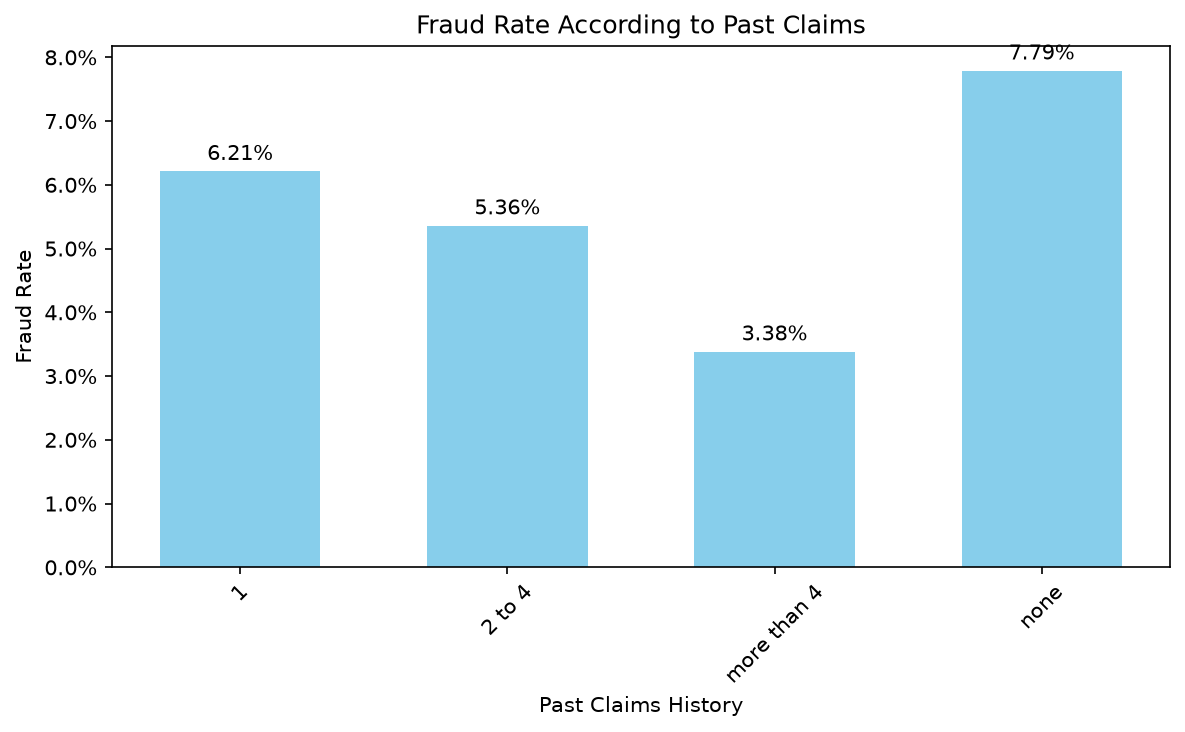 Fraud Rate According to Past Claims
Fraud Rate
8.0%
7.0%
6.0%
5.0%
4.0%
3.0%
2.0%
1.0%
0.0%
6.21%
5.36%
3.38%
7.79%
1
2 to 4
more than 4
none
Past Claims History